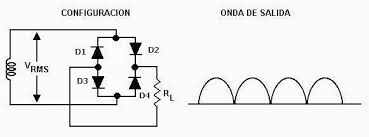 CONFIGURACION
ONDA DE SALIDA
D1
D2
VRMS
D3
D4
RL